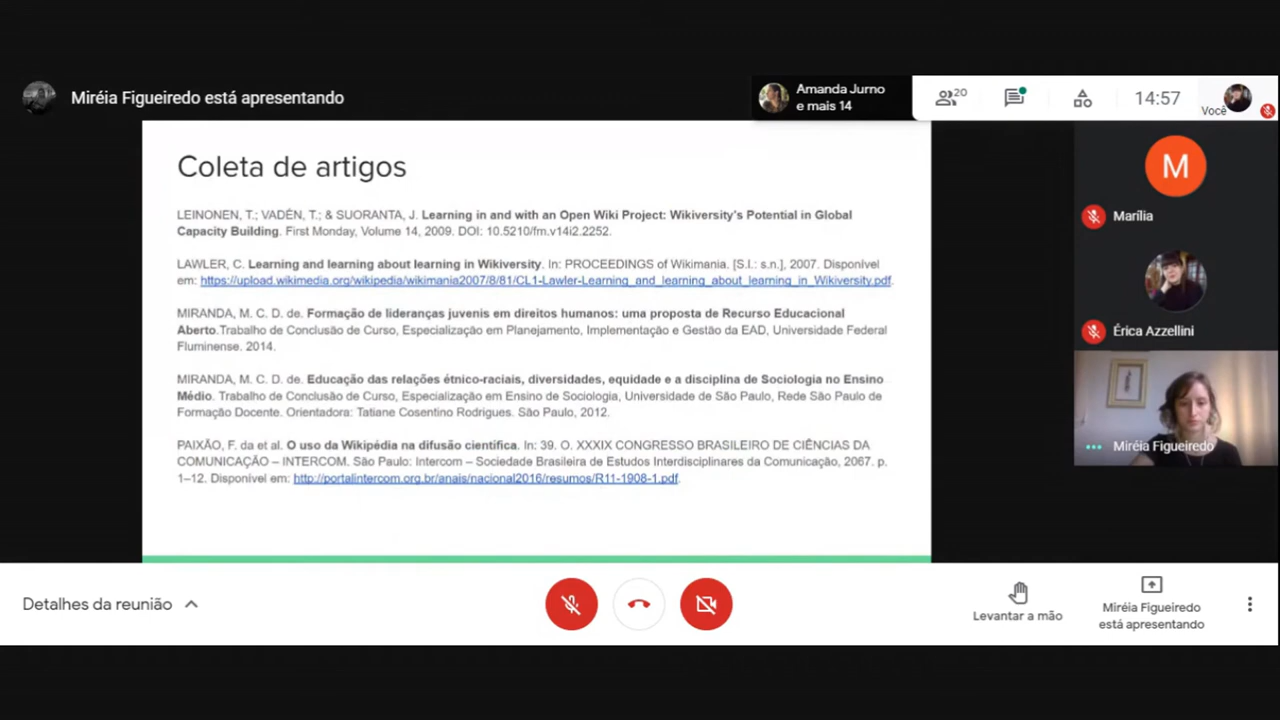 Miréia Figueiredo está apresentando
Amanda Jurno
e mais 14
20
14:57
Você
Coleta de artigos
LEINONEN, T.; VADÉN, T.; & SUORANTA, J. Learning in and with an Open Wiki Project: Wikiversity's Potential in Global
Capacity Building. First Monday, Volume 14, 2009. DOI: 10.5210/fm.v14i2.2252.
LAWLER, C. Learning and learning about learning in Wikiversity. In: PROCEEDINGS of Wikimania. [S.l.: s.n.], 2007. Disponível
em: https://upload.wikimedia.org/wikipedia/wikimania2007/8/81/CL1-Lawler-Learning_and_learning_about_learning_in_Wikiversity.pdf.
MIRANDA, M. C. D. de. Formação de lideranças juvenis em direitos humanos: uma proposta de Recurso Educacional
Aberto.Trabalho de Conclusão de Curso, Especialização em Planejamento, Implementação e Gestão da EAD, Universidade Federal
Fluminense. 2014.
MIRANDA, M. C. D. de. Educação das relações étnico-raciais, diversidades, equidade e a disciplina de Sociologia no Ensino
Médio. Trabalho de Conclusão de Curso, Especialização em Ensino de Sociologia, Universidade de São Paulo, Rede São Paulo de
Formação Docente. Orientadora: Tatiane Cosentino Rodrigues. São Paulo, 2012.
PAIXÃO, F. da et al. O uso da Wikipédia na difusão científica. In: 39. O. XXXIX CONGRESSO BRASILEIRO DE CIÊNCIAS DA
COMUNICAÇÃO – INTERCOM. São Paulo: Intercom – Sociedade Brasileira de Estudos Interdisciplinares da Comunicação, 2067. p.
1–12. Disponível em: http://portalintercom.org.br/anais/nacional2016/resumos/R11-1908-1.pdf.
M
Marília
Érica Azzellini
Miréia Figueiredo
Detalhes da reunião
Levantar a mão
Miréia Figueiredo
está apresentando